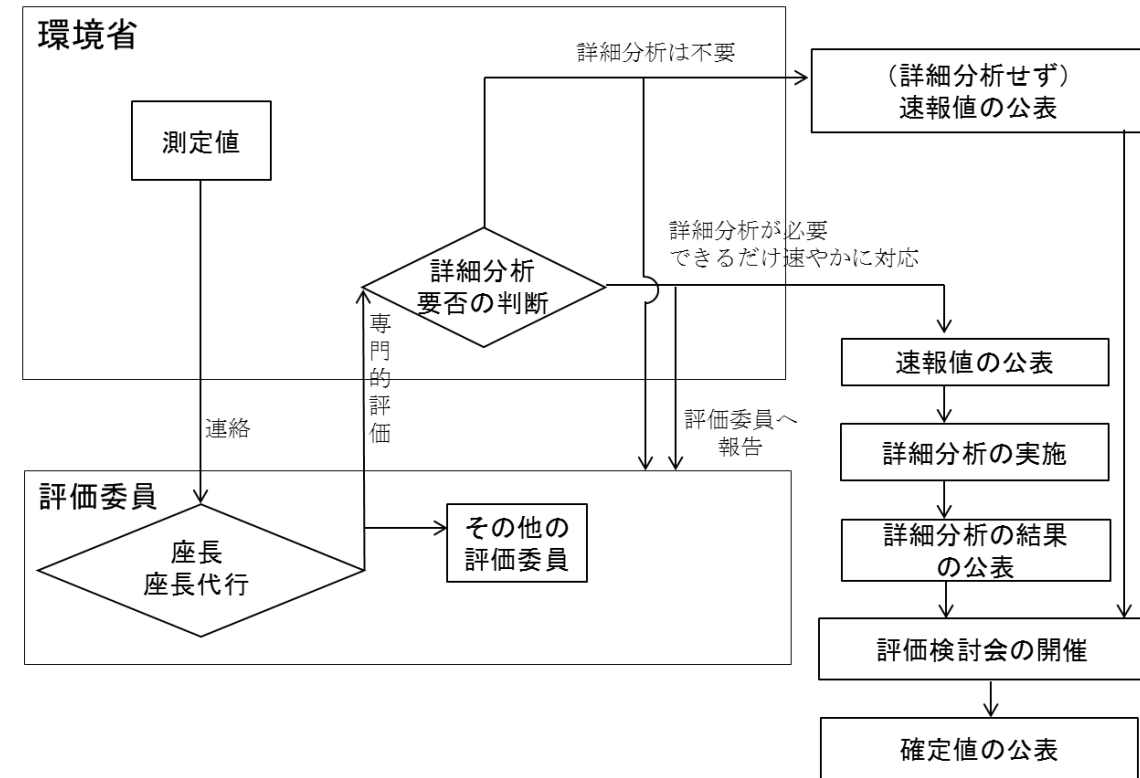 環境省
測定値
詳細分析は不要
(詳細分析せず)
速報値の公表
詳細分析が必要
できるだけ速やかに対応
詳細分析
要否の判断
専門的評価
連絡
評価委員へ
報告
速報値の公表
詳細分析の実施
詳細分析の結果
の公表
評価検討会の開催
確定値の公表
評価委員
座長
座長代行
その他の
評価委員